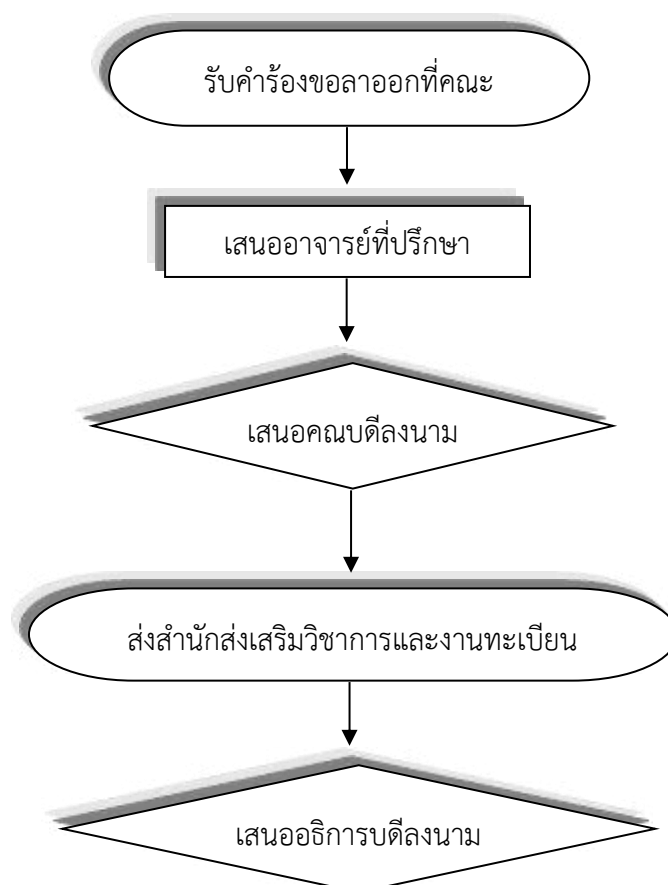 รับคำร้องขอลาออกที่คณะ
เสนออาจารย์ที่ปรึกษา
เสนอคณบดีลงนาม
ส่งสำนักส่งเสริมวิชาการและงานทะเบียน
เสนออธิการบดีลงนาม